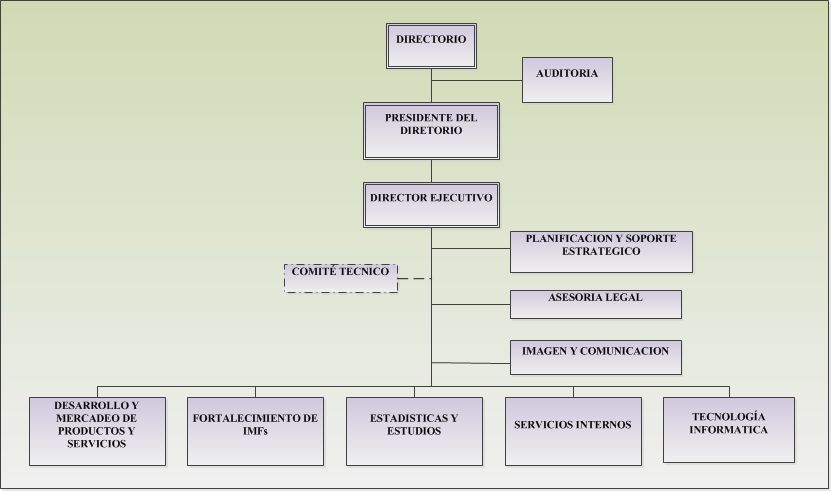 DIRECTORIO
AUDITORIA
PRESIDENTE DEL
DIRETORIO
DIRECTOR EJECUTIVO
PLANIFICACION Y SOPORTE
ESTRATEGICO
COMITÉ TECNICO
ASESORIA LEGAL
IMAGEN Y COMUNICACION
DESARROLLO Y
MERCADEO DE
PRODUCTOS Y
SERVICIOS
FORTALECIMIENTO DE
IMFs
ESTADISTICAS Y
ESTUDIOS
SERVICIOS INTERNOS
TECNOLOGÍA
INFORMATICA